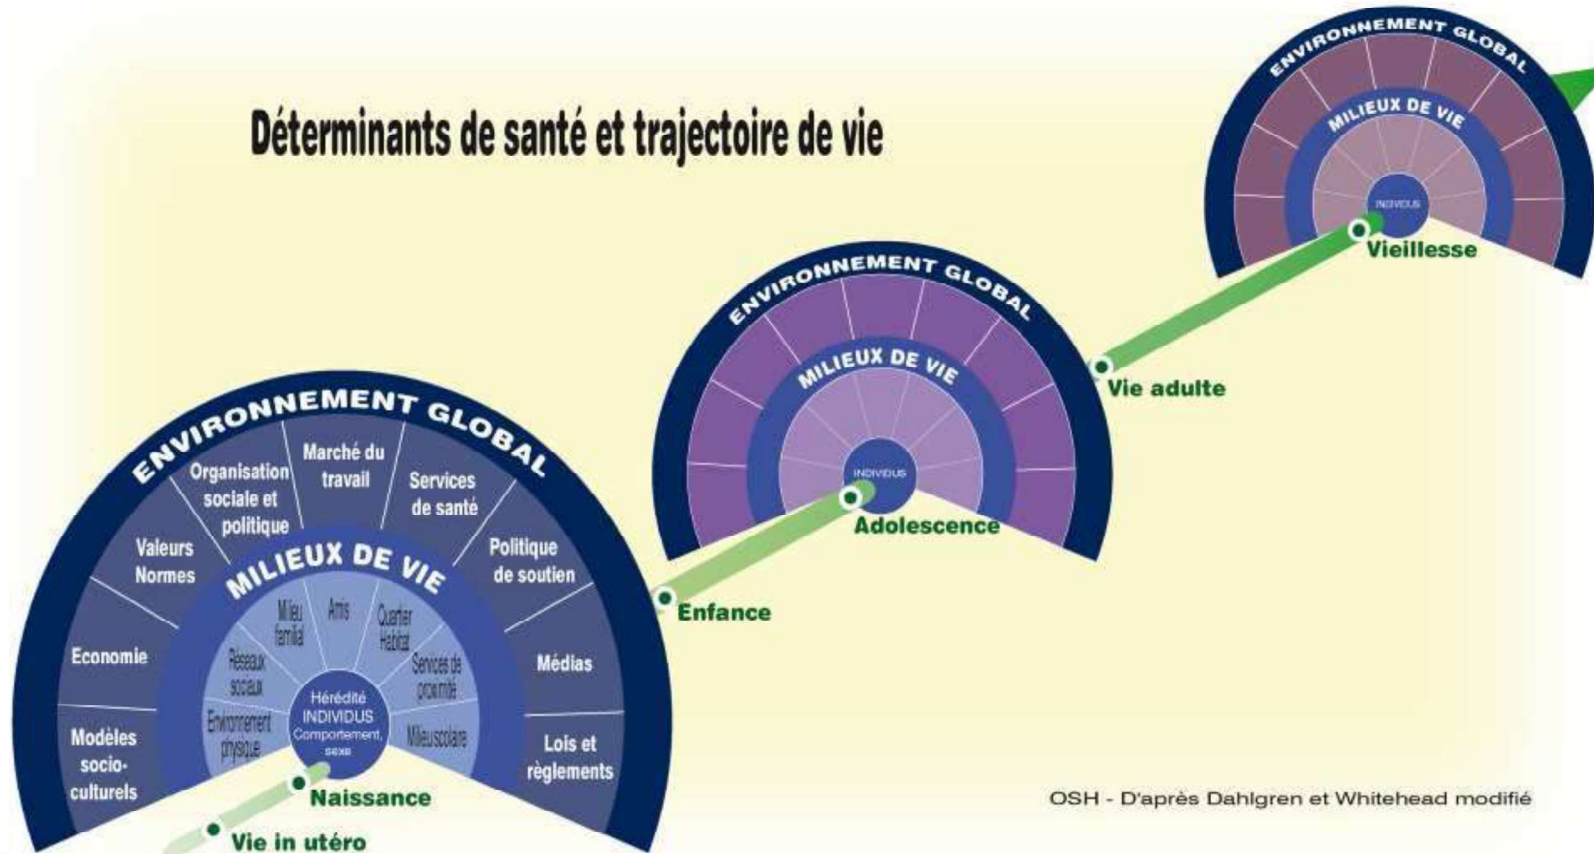 Déterminants de santé et trajectoire de vie
ENVIRONNEMENT GLOBAL
MILIEUX DE VIE
INDIVIDUS
Vieillesse
Vie adulte
ENVIRONNEMENT GLOBAL
MILIEUX DE VIE
INDIVIDUS
Adolescence
Enfance
ENVIRONNEMENT GLOBAL
Modèles
socio-
culturels
Economie
Valeurs
Normes
Organisation
sociale et
politique
Marché du
travail
Services
de santé
Politique
de soutien
Médias
Lois et
règlements
MILIEUX DE VIE
Environnement
physique
Réseaux
sociaux
Milieu
familial
Amis
Quartier
Habitat
Services de
proximité
Milieu scolaire
Hérédité
INDIVIDUS
Comportement,
sexe
Naissance
Vie in utéro
OSH - D'après Dahlgren et Whitehead modifié